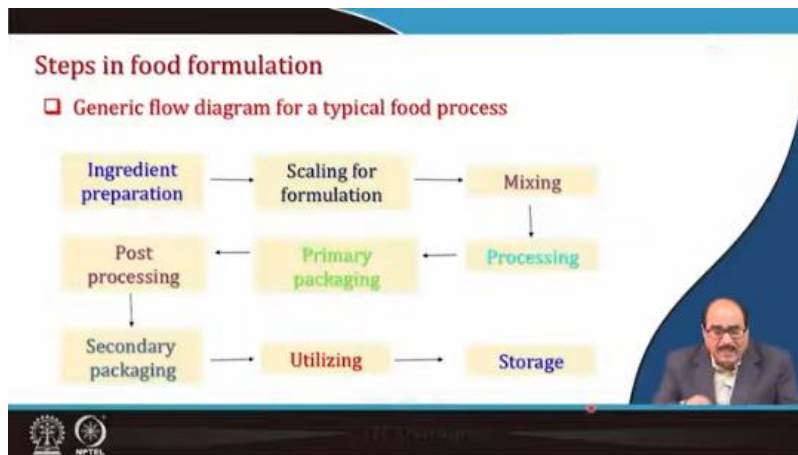 Steps in food formulation
❑ Generic flow diagram for a typical food process
Ingredient
preparation
Scaling for
formulation
Mixing
Processing
Primary
packaging
Post
processing
Secondary
packaging
Utilizing
Storage
NPTEL